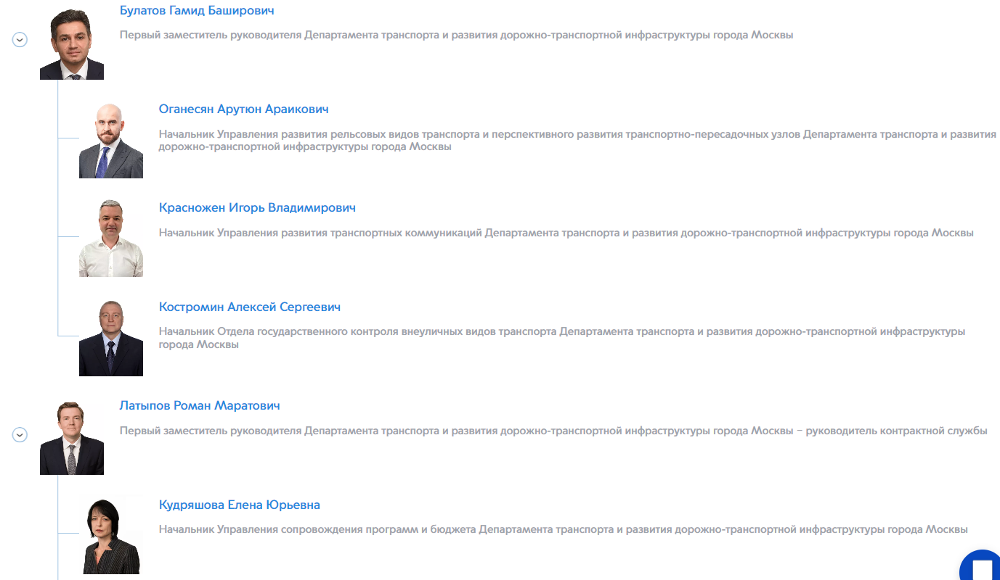 Булатов Гамид Баширович
Первый заместитель руководителя Департамента транспорта и развития дорожно-транспортной инфраструктуры города Москвы
Оганесян Арутюн Араикович
Начальник Управления развития рельсовых видов транспорта и перспективного развития транспортно-пересадочных узлов Департамента транспорта и развития
дорожно-транспортной инфраструктуры города Москвы
Красножен Игорь Владимирович
Начальник Управления развития транспортных коммуникаций Департамента транспорта и развития дорожно-транспортной инфраструктуры города Москвы
Костромин Алексей Сергеевич
Начальник Отдела государственного контроля внеуличных видов транспорта Департамента транспорта и развития дорожно-транспортной инфраструктуры
города Москвы
Латыпов Роман Маратович
Первый заместитель руководителя Департамента транспорта и развития дорожно-транспортной инфраструктуры города Москвы – руководитель контрактной службы
Кудряшова Елена Юрьевна
Начальник Управления сопровождения программ и бюджета Департамента транспорта и развития дорожно-транспортной инфраструктуры города Москвы